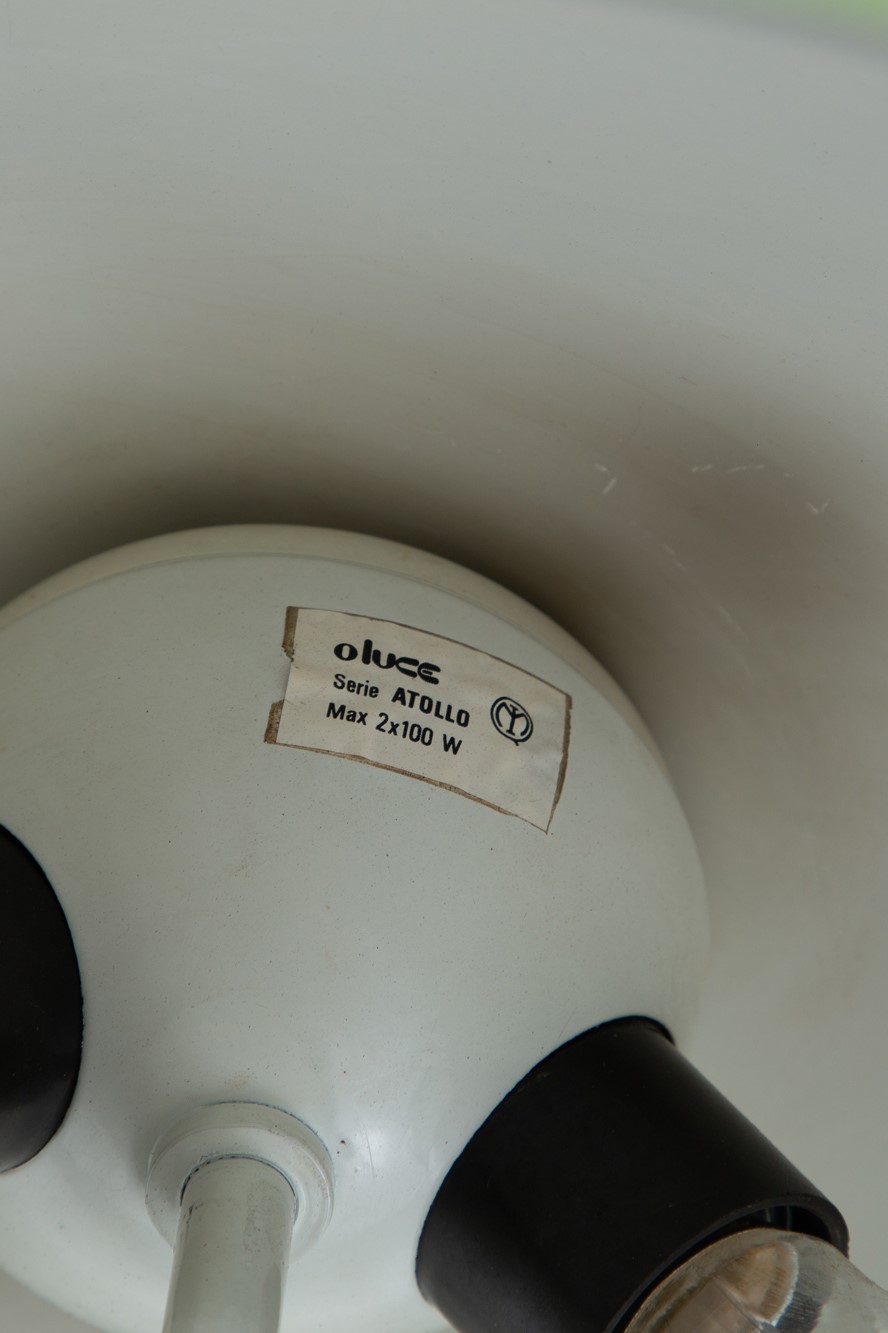 oluce
Serie ATOLLO
Max 2x100 W